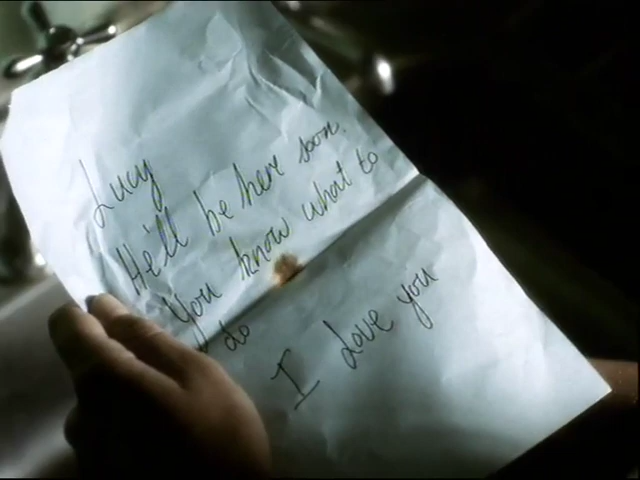 Lucy
He'll be here soon.
You know what to
do
I Love you